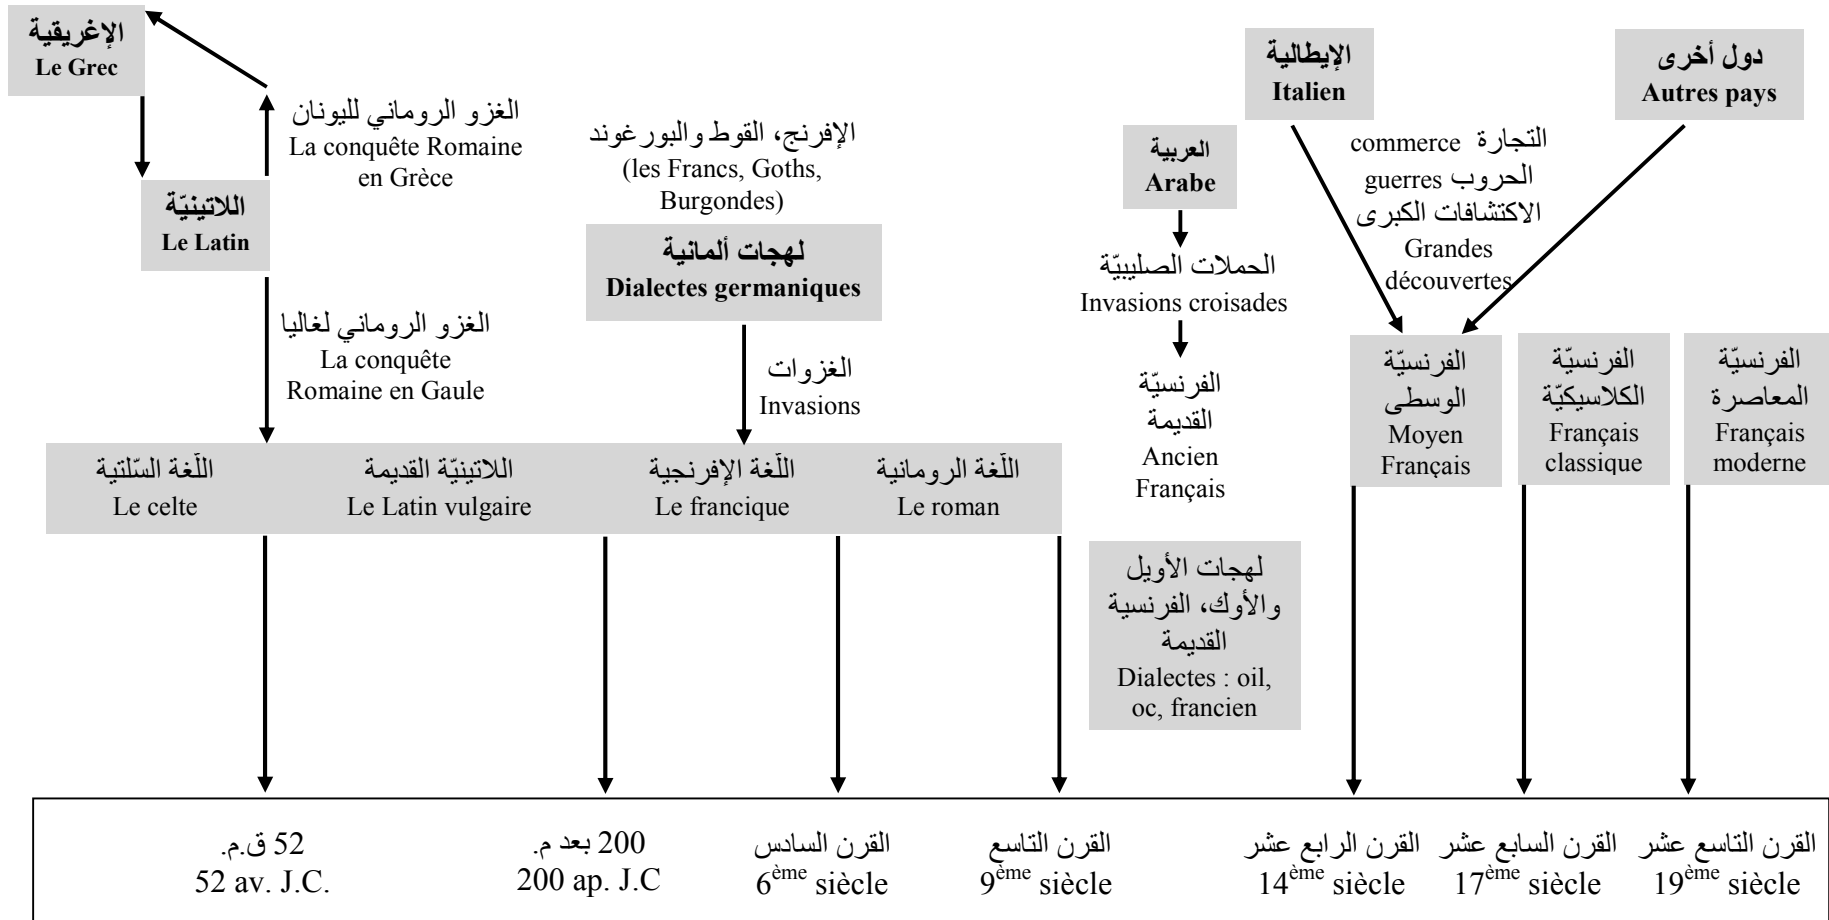 الإغريقية
Le Grec
الغزو الروماني لليونان
La conquête Romaine
en Grèce
اللاتينيّة
Le Latin
الغزو الروماني لغاليا
La conquête
Romaine en Gaule
الإفرنج، القوط والبورغوند
(les Francs, Goths,
Burgondes)
لهجات ألمانية
Dialectes germaniques
الغزوات
Invasions
العربية
Arabe
الحملات الصليبيّة
Invasions croisades
الفرنسيّة
القديمة
Ancien
Français
الإيطالية
Italien
دول أخرى
Autres pays
التجارة commerce
الحروب guerres
الاكتشافات الكبرى
Grandes
découvertes
الفرنسيّة
الوسطى
Moyen
Français
الفرنسيّة
الكلاسيكيّة
Français
classique
الفرنسيّة
المعاصرة
Français
moderne
اللّغة السّلتية
Le celte
اللاتينيّة القديمة
Le Latin vulgaire
اللّغة الإفرنجية
Le francique
اللّغة الرومانية
Le roman
لهجات الأويل
والأوك، الفرنسية
القديمة
Dialectes : oil,
oc, francien
52 ق.م.
52 av. J.C.
200 بعد م.
200 ap. J.C
القرن السادس
6ème siècle
القرن التاسع
9ème siècle
القرن الرابع عشر
14ème siècle
القرن السابع عشر
17ème siècle
القرن التاسع عشر
19ème siècle